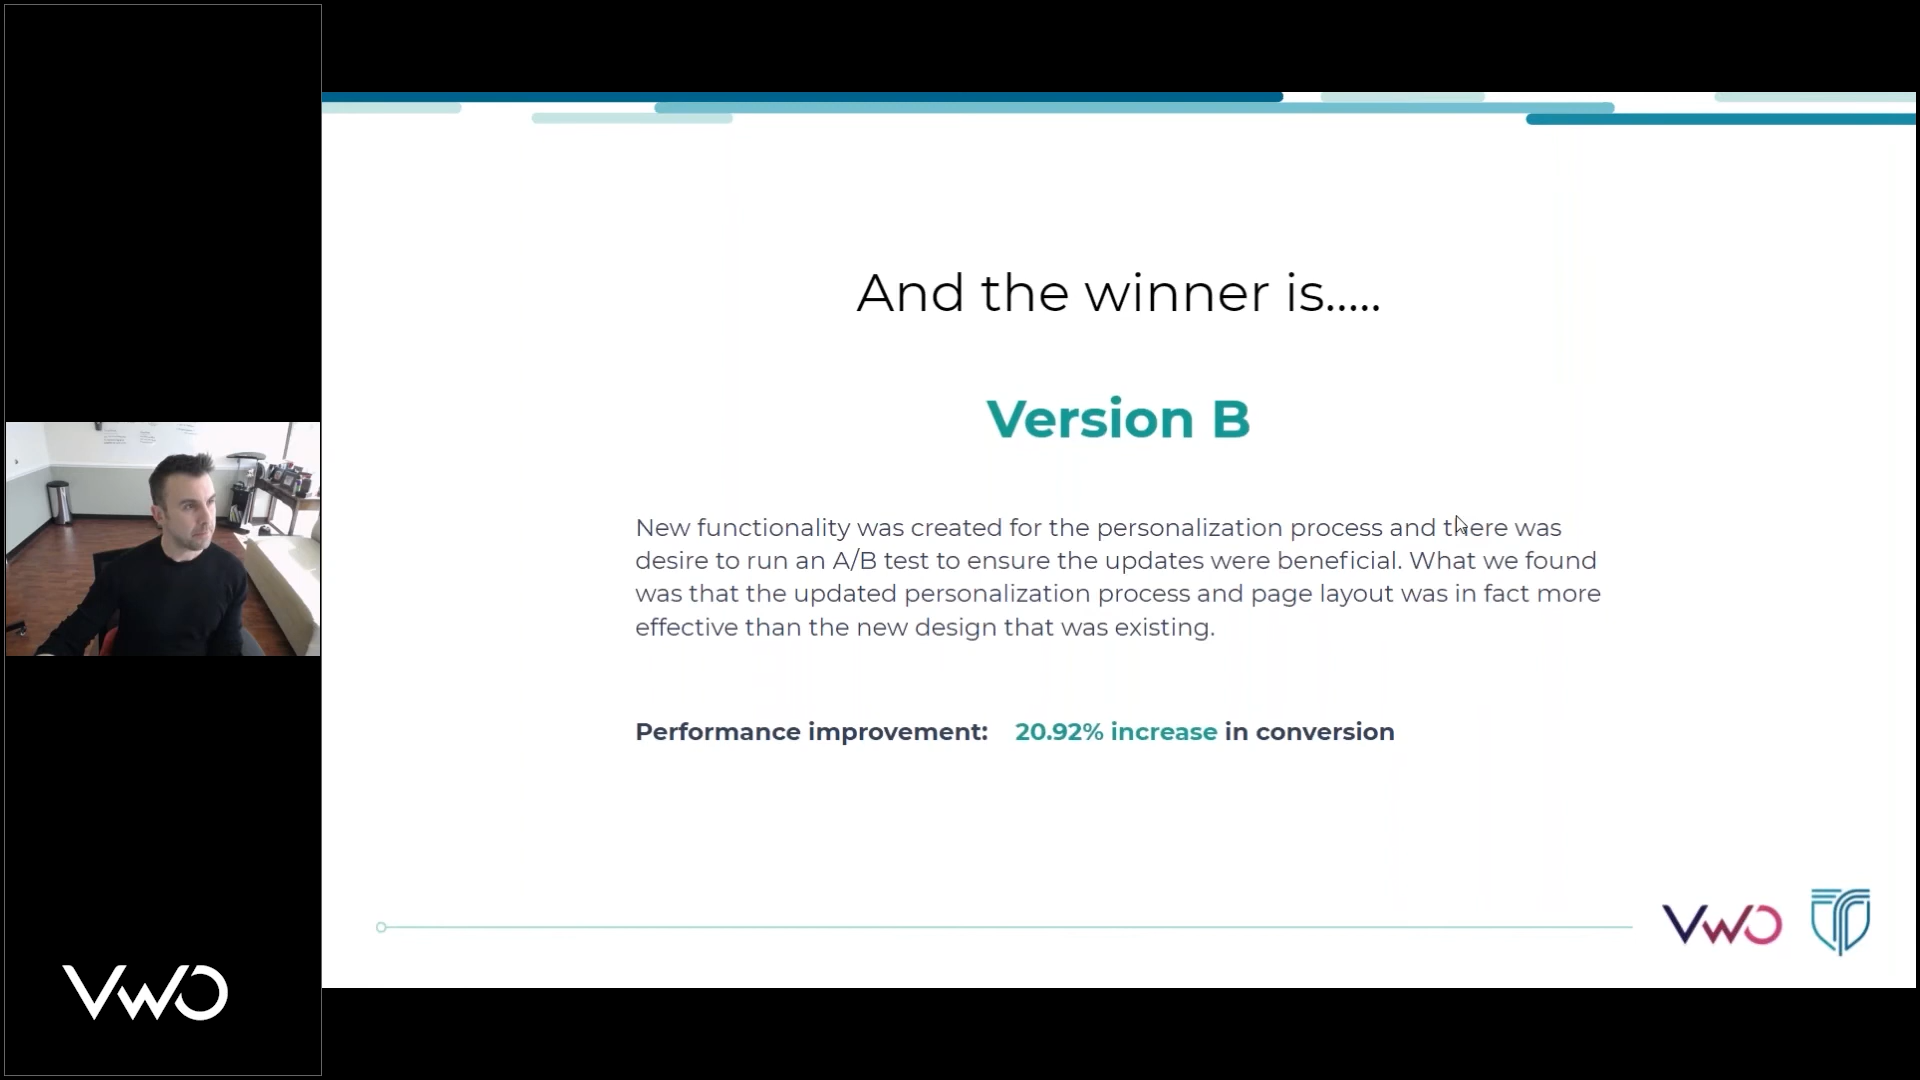 And the winner is.....
Version B
New functionality was created for the personalization process and there was
desire to run an A/B test to ensure the updates were beneficial. What we found
was that the updated personalization process and page layout was in fact more
effective than the new design that was existing.
Performance improvement: 20.92% increase in conversion
VWO
VWO